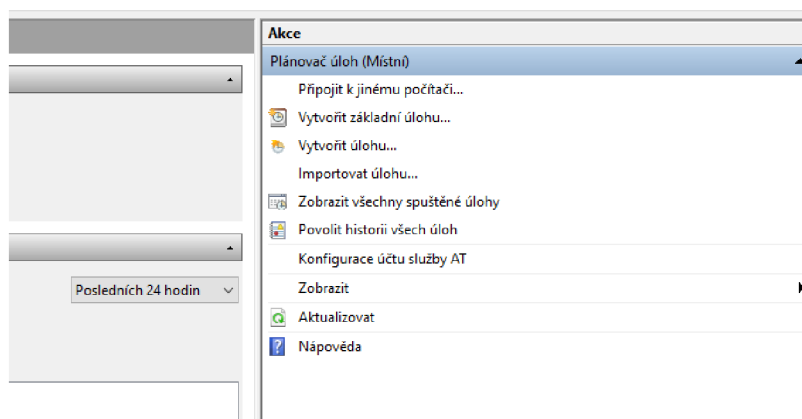 Akce
Plánovač úloh (Místní)
Připojit k jinému počítači...
Vytvořit základní úlohu...
Vytvořit úlohu...
Importovat úlohu...
Zobrazit všechny spuštěné úlohy
Povolit historii všech úloh
Konfigurace účtu služby AT
Posledních 24 hodin
Zobrazit
Aktualizovat
Nápověda